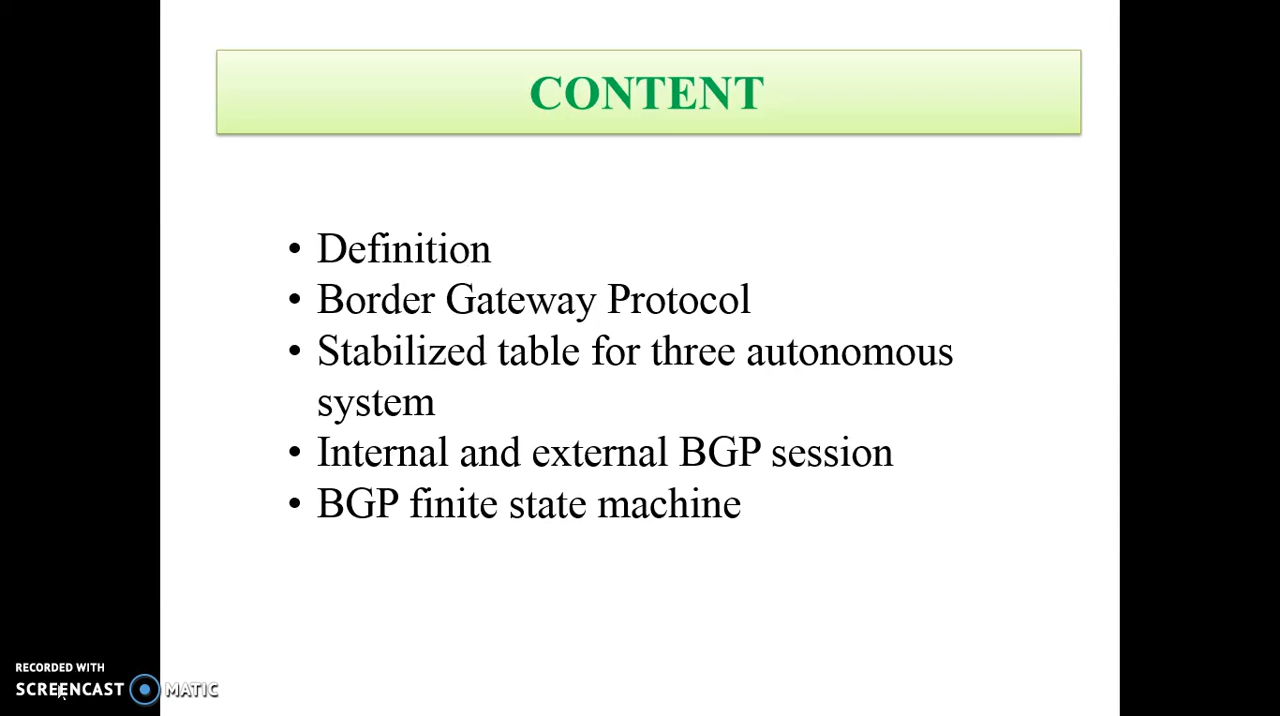 CONTENT
• Definition
• Border Gateway Protocol
• Stabilized table for three autonomous
system
• Internal and external BGP session
• BGP finite state machine
RECORDED WITH
SCREENCAST MATIC